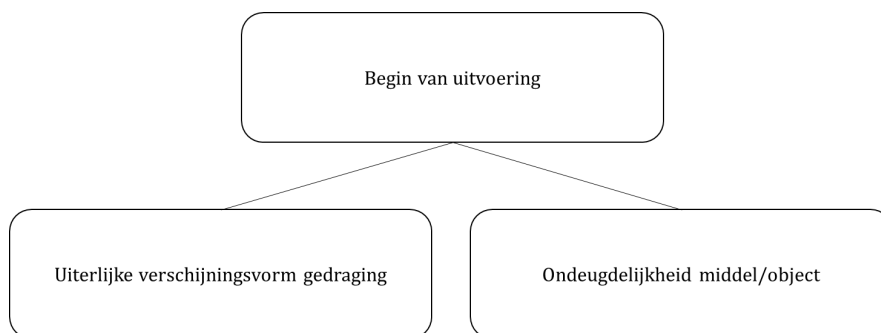 Begin van uitvoering
Uiterlijke verschijningsvorm gedraging
Ondeugdelijkheid middel/object